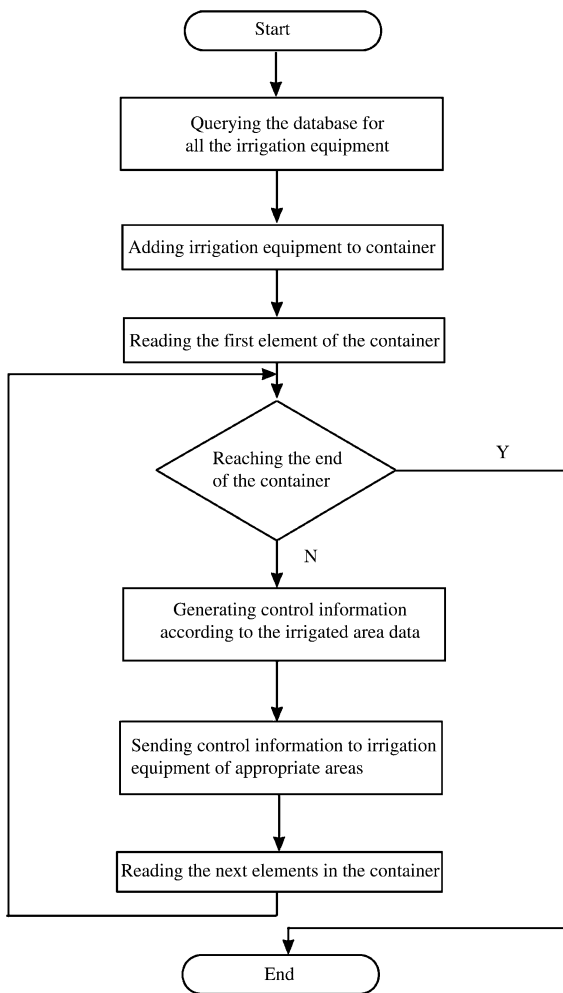 Start
Querying the database for
all the irrigation equipment
Adding irrigation equipment to container
Reading the first element of the container
Reaching the end
of the container
Y
N
Generating control information
according to the irrigated area data
Sending control information to irrigation
equipment of appropriate areas
Reading the next elements in the container
End